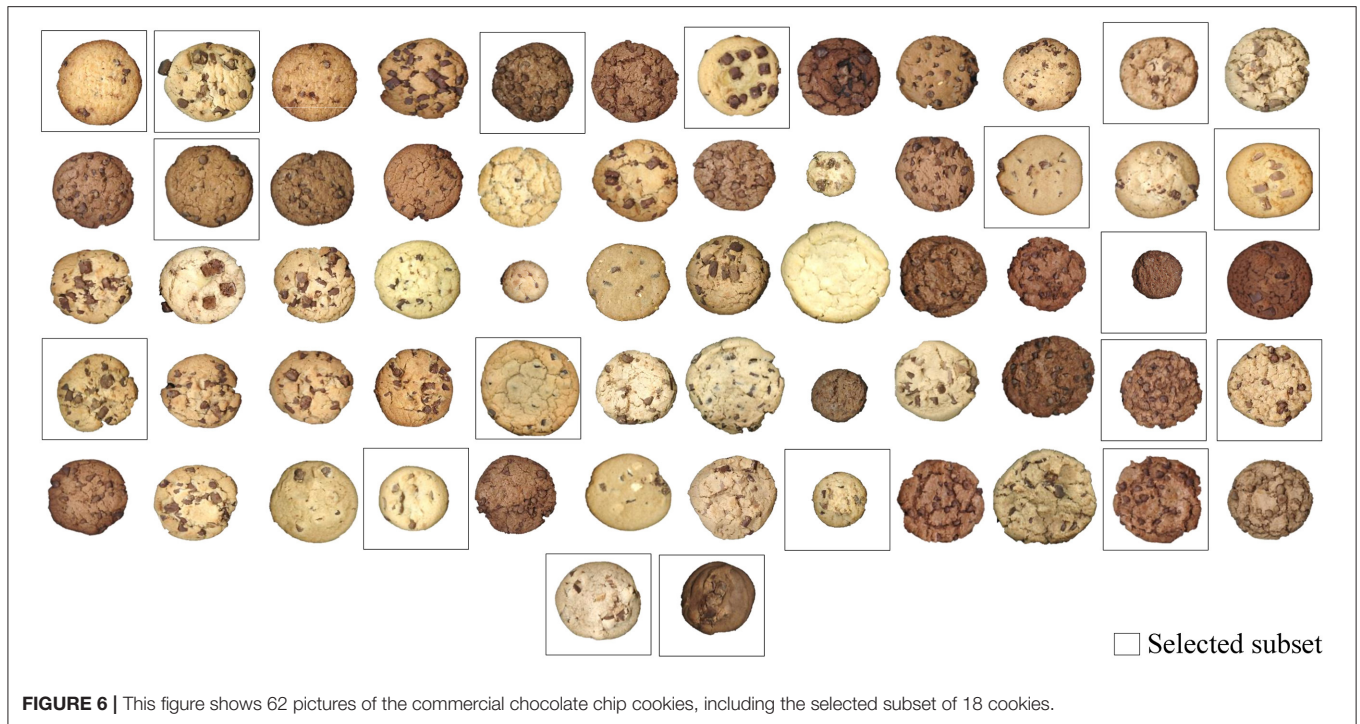 Selected subset
FIGURE 6 | This figure shows 62 pictures of the commercial chocolate chip cookies, including the selected subset of 18 cookies.